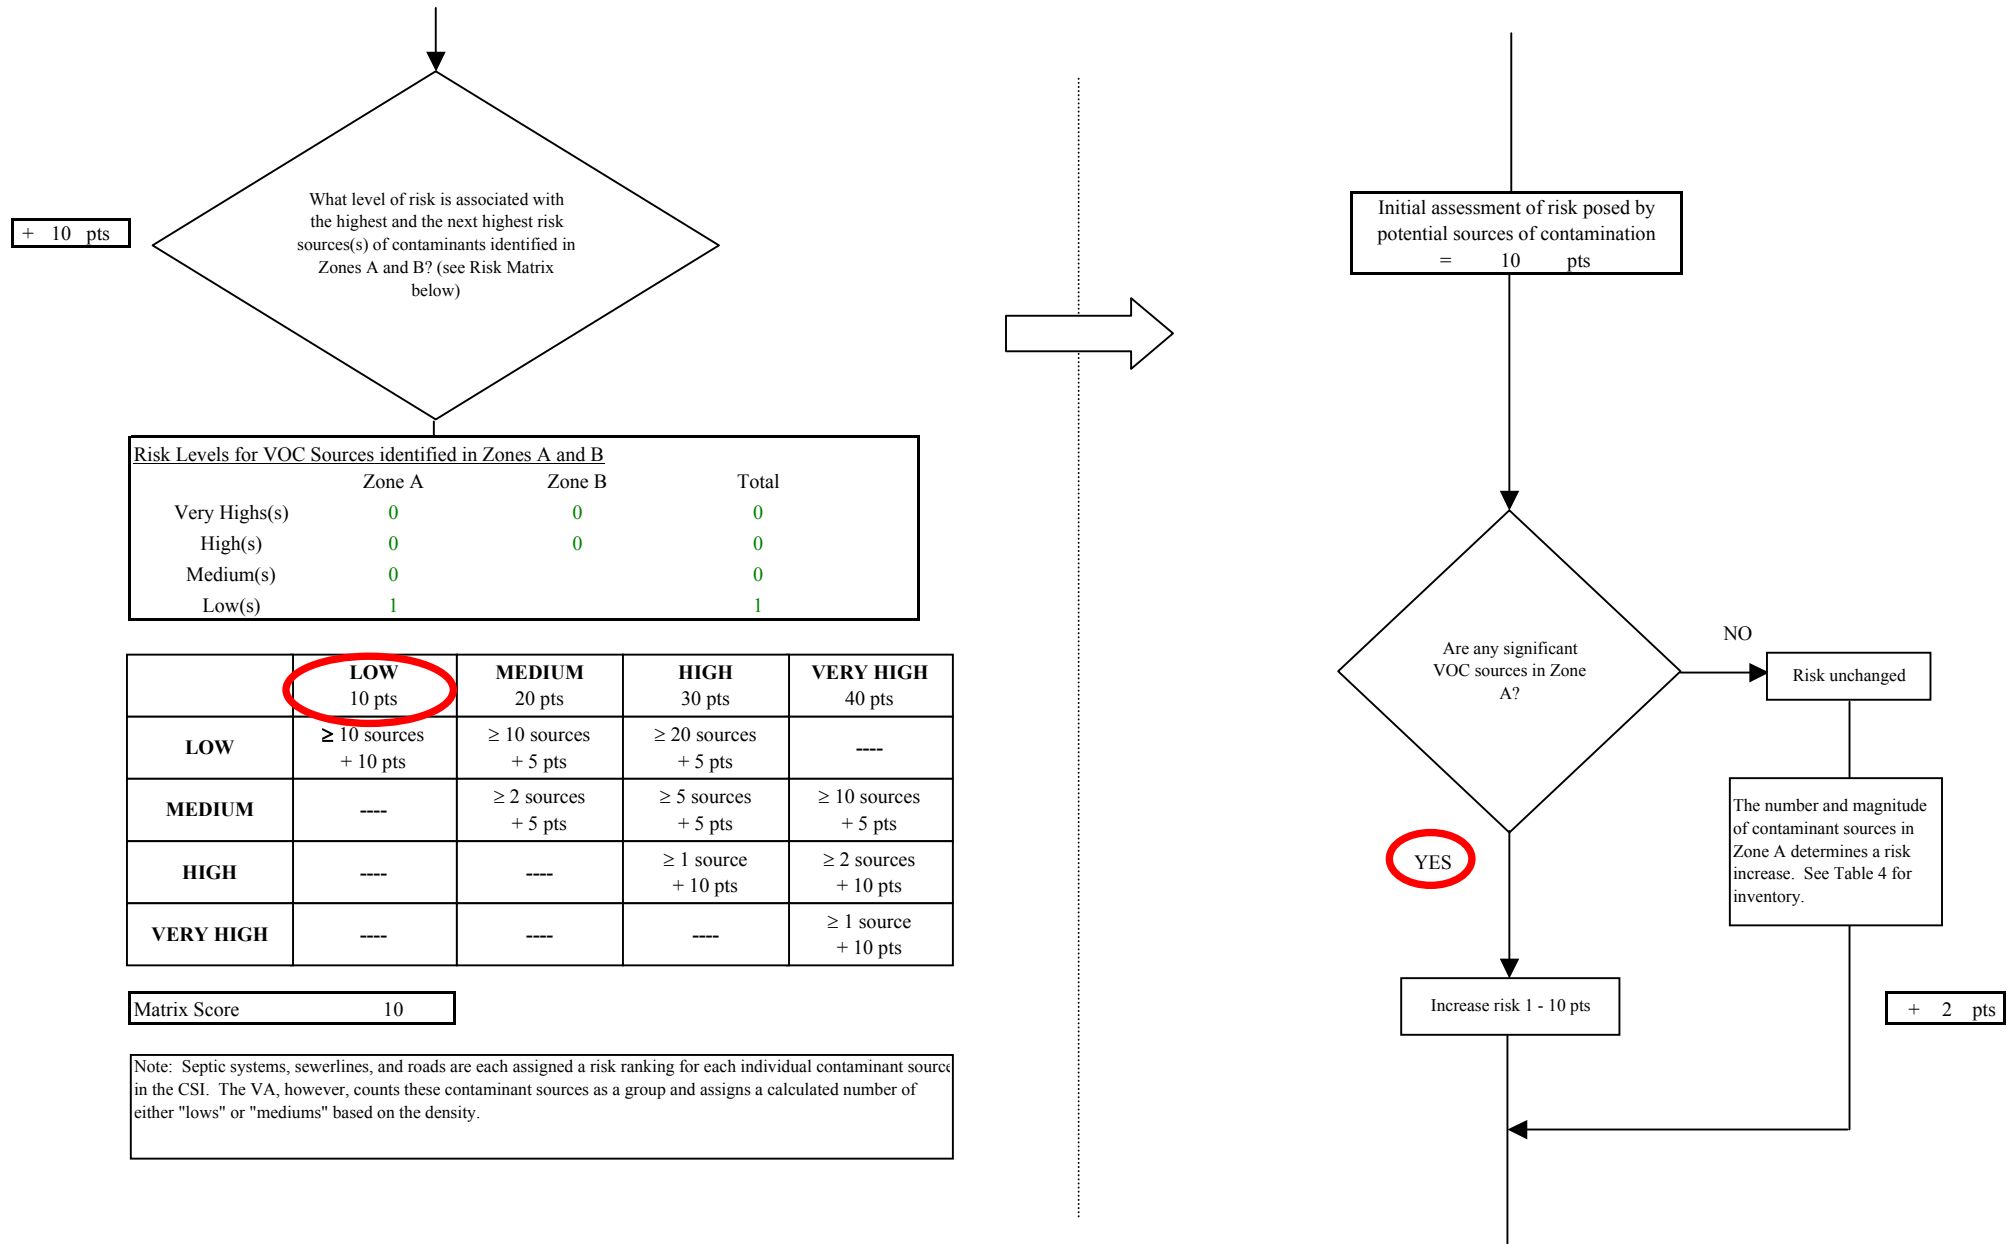 + 10 pts
What level of risk is associated with
the highest and the next highest risk
sources(s) of contaminants identified in
Zones A and B? (see Risk Matrix
below)
Risk Levels for VOC Sources identified in Zones A and B
Zone A Zone B Total
Very Highs(s) 0 0 0
High(s) 0 0 0
Medium(s) 0 0
Low(s) 1 1
LOW MEDIUM HIGH VERY HIGH
10 pts 20 pts 30 pts 40 pts
LOW ≥ 10 sources ≥ 10 sources ≥ 20 sources ----
+ 10 pts + 5 pts + 5 pts
MEDIUM ---- ≥ 2 sources ≥ 5 sources ≥ 10 sources
+ 5 pts + 5 pts + 5 pts
HIGH ---- ---- ≥ 1 source ≥ 2 sources
+ 10 pts + 10 pts
VERY HIGH ---- ---- ---- ≥ 1 source
+ 10 pts
Matrix Score 10
Note: Septic systems, sewerlines, and roads are each assigned a risk ranking for each individual contaminant source
in the CSI. The VA, however, counts these contaminant sources as a group and assigns a calculated number of
either "lows" or "mediums" based on the density.
Initial assessment of risk posed by
potential sources of contamination
= 10 pts
Are any significant
VOC sources in Zone
A?
NO
Risk unchanged
The number and magnitude
of contaminant sources in
Zone A determines a risk
increase. See Table 4 for
inventory.
YES
Increase risk 1 - 10 pts
+ 2 pts